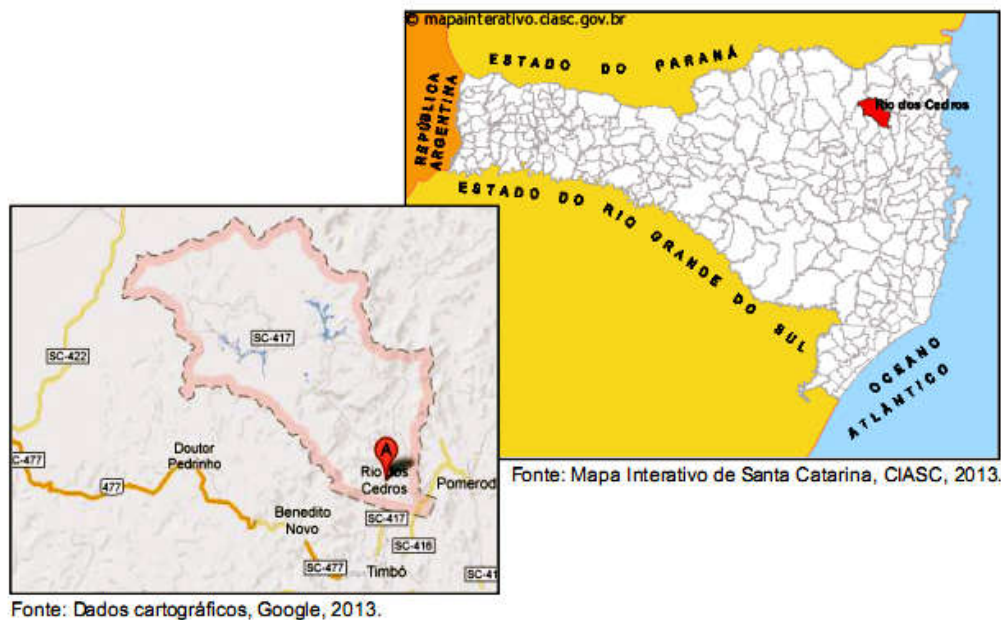 © mapainterativo.ciasc.gov.br
ESTADO DO PARANÁ
REPÚBLICA
ARGENTINA
Rio dos Cedros
ESTADO DO RIO GRANDE DO SUL
OCEANO
ATLÂNTICO
Fonte: Mapa Interativo de Santa Catarina, CIASC, 2013.
SC-417
SC-422
A
Doutor
Pedrinho
Rio dos
Cedros
C-477
477
Pomerod
Benedito
Novo
SC-417
SC-416
SC-477
Timbó
SC-41
Fonte: Dados cartográficos, Google, 2013.